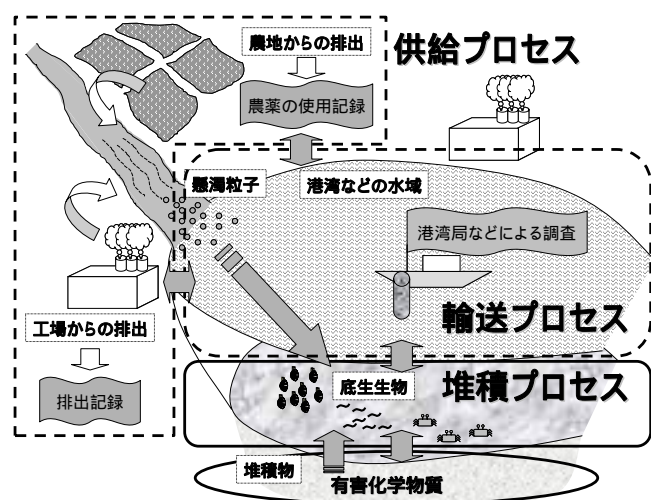 農地からの排出
供給プロセス
農薬の使用記録
懸濁粒子
港湾などの水域
港湾局などによる調査
工場からの排出
輸送プロセス
排出記録
底生生物
堆積プロセス
堆積物
有害化学物質